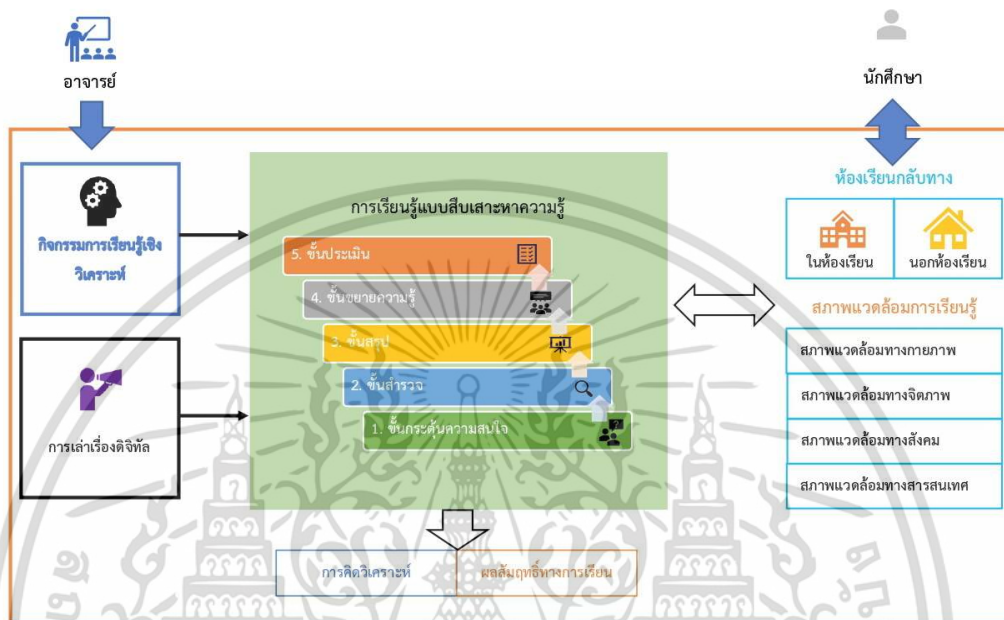 อาจารย์
นักศึกษา
กิจกรรมการเรียนรู้เชิง
วิเคราะห์
การเล่าเรื่องดิจิทัล
การเรียนรู้แบบสืบเสาะหาความรู้
5. ขั้นประเมิน
4. ขั้นขยายความรู้
3. ขั้นสรุป
2. ขั้นสำรวจ
1. ขั้นกระตุ้นความสนใจ
การคิดวิเคราะห์
ผลสัมฤทธิ์ทางการเรียน
ห้องเรียนกลับทาง
ในห้องเรียน
นอกห้องเรียน
สภาพแวดล้อมการเรียนรู้
สภาพแวดล้อมทางกายภาพ
สภาพแวดล้อมทางจิตภาพ
สภาพแวดล้อมทางสังคม
สภาพแวดล้อมทางสารสนเทศ